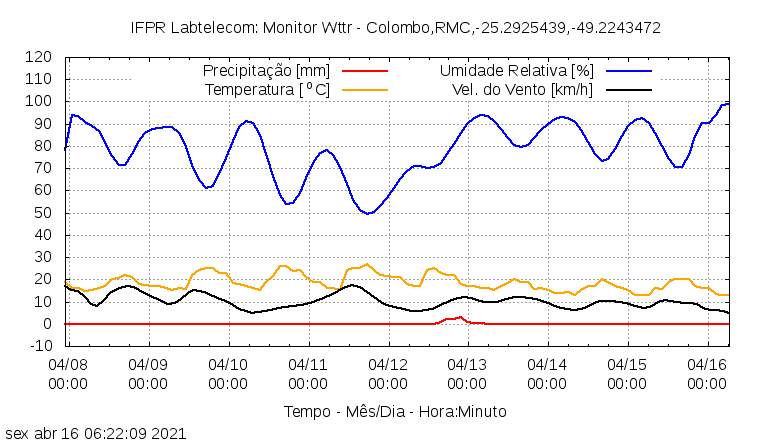 IFPR Labtelecom: Monitor Wttr - Colombo,RMC,-25.2925439,-49.2243472
Precipitação [mm]
Temperatura [ ⁰C]
Umidade Relativa [%]
Vel. do Vento [km/h]
120
110
100
90
80
70
60
50
40
30
20
10
0
-10
04/08 04/09 04/10 04/11 04/12 04/13 04/14 04/15 04/16
00:00 00:00 00:00 00:00 00:00 00:00 00:00 00:00 00:00
Tempo - Mês/Dia - Hora:Minuto
sex abr 16 06:22:09 2021